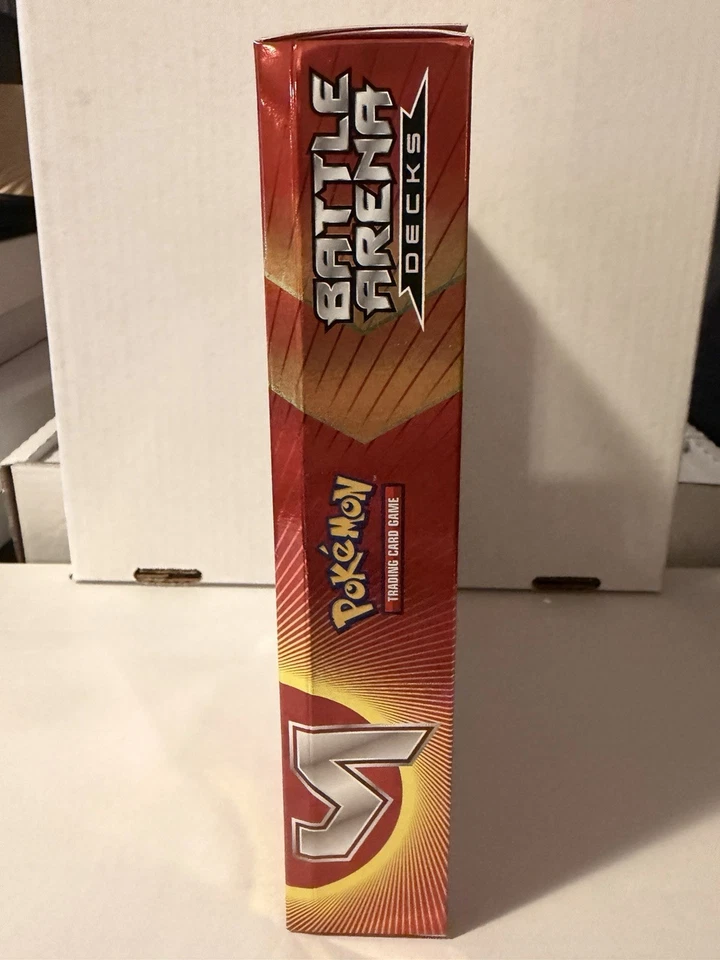 BATTLE
ARENA
DECKS
POKéMON
TRADING CARD GAME